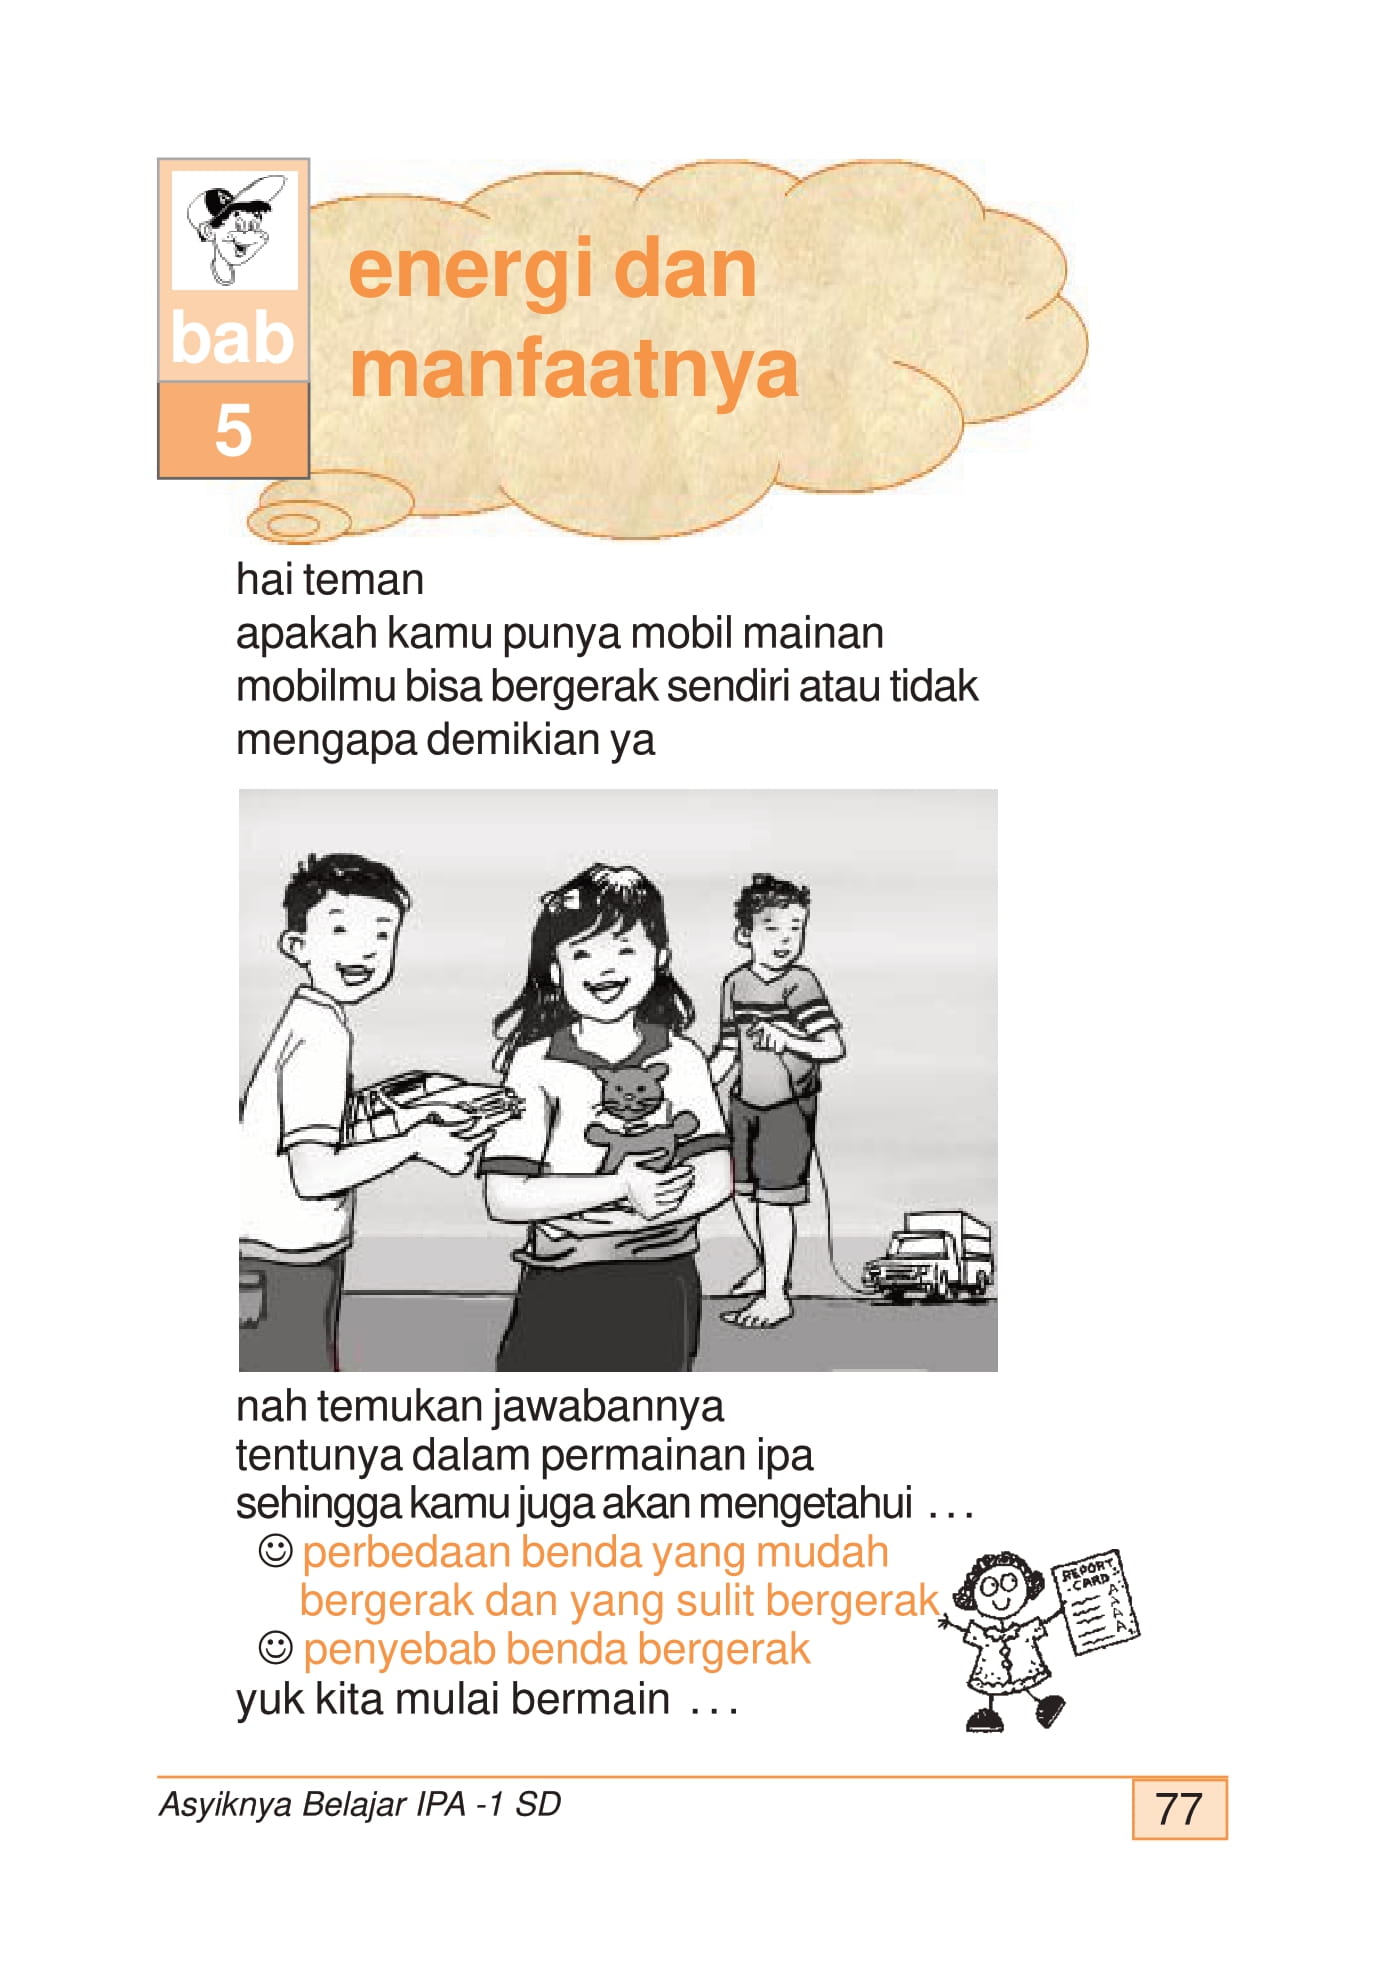 bab
5
energi dan
manfaatnya
hai teman
apakah kamu punya mobil mainan
mobilmu bisa bergerak sendiri atau tidak
mengapa demikian ya
nah temukan jawabannya
tentunya dalam permainan ipa
sehingga kamu juga akan mengetahui . . .
perbedaan benda yang mudah
bergerak dan yang sulit bergerak
penyebab benda bergerak
yuk kita mulai bermain . . .
REPORT
CARD
A
A
A
A
Asyiknya Belajar IPA -1 SD
77